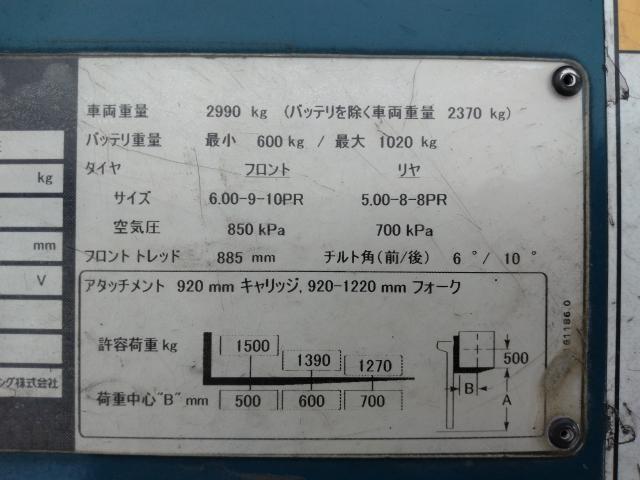 車両重量 2990 kg (バッテリを除く車両重量 2370 kg)
バッテリ重量 最小 600 kg / 最大 1020 kg
タイヤ フロント リヤ
サイズ 6.00-9-10PR 5.00-8-8PR
空気圧 850 kPa 700 kPa
フロント トレッド 885 mm チルト角(前/後) 6 °/ 10 °
アタッチメント 920 mm キャリッジ, 920-1220 mm フォーク
許容荷重 kg 1500 1390 1270
荷重中心"B" mm 500 600 700
500
B
A
kg
mm
V
ング株式会社